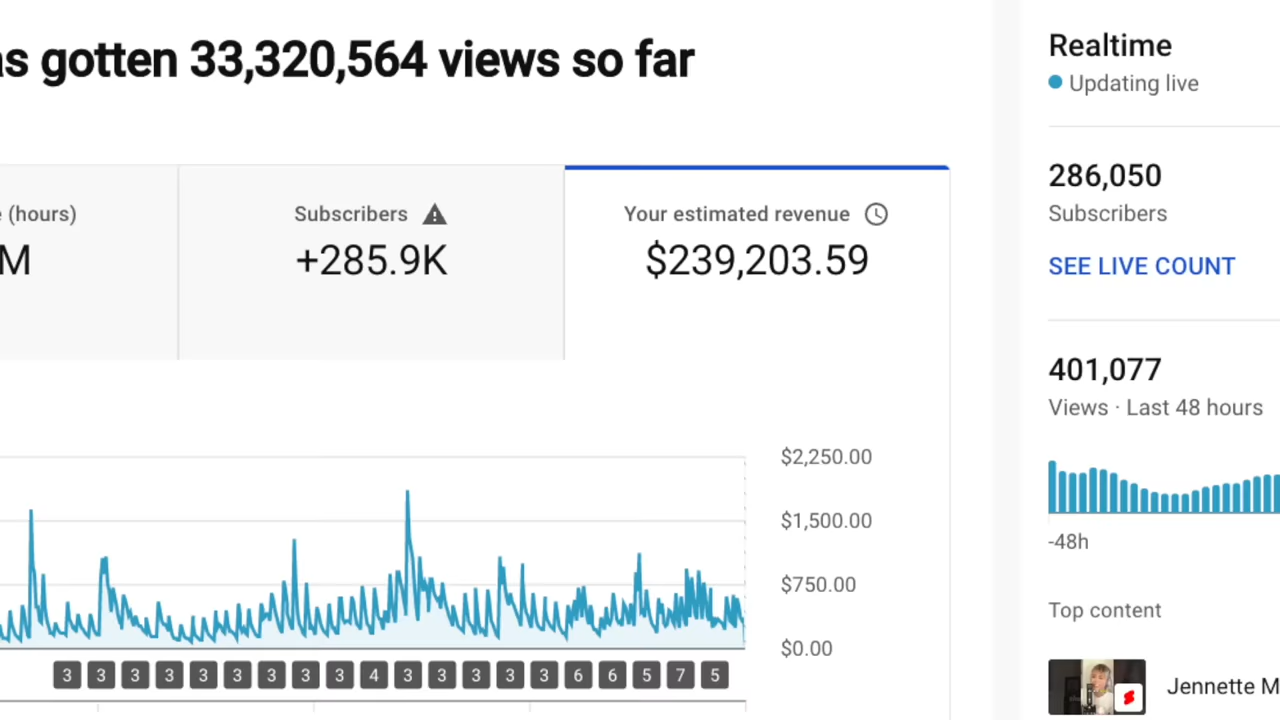 as gotten 33,320,564 views so far
(hours)
M
Subscribers
+285.9K
Your estimated revenue
$239,203.59
$2,250.00
$1,500.00
$750.00
$0.00
3 3 3 3 3 3 3 3 3 4 3 3 3 3 3 6 6 5 7 5
Realtime
Updating live
286,050
Subscribers
SEE LIVE COUNT
401,077
Views · Last 48 hours
-48h
Top content
Jennette M